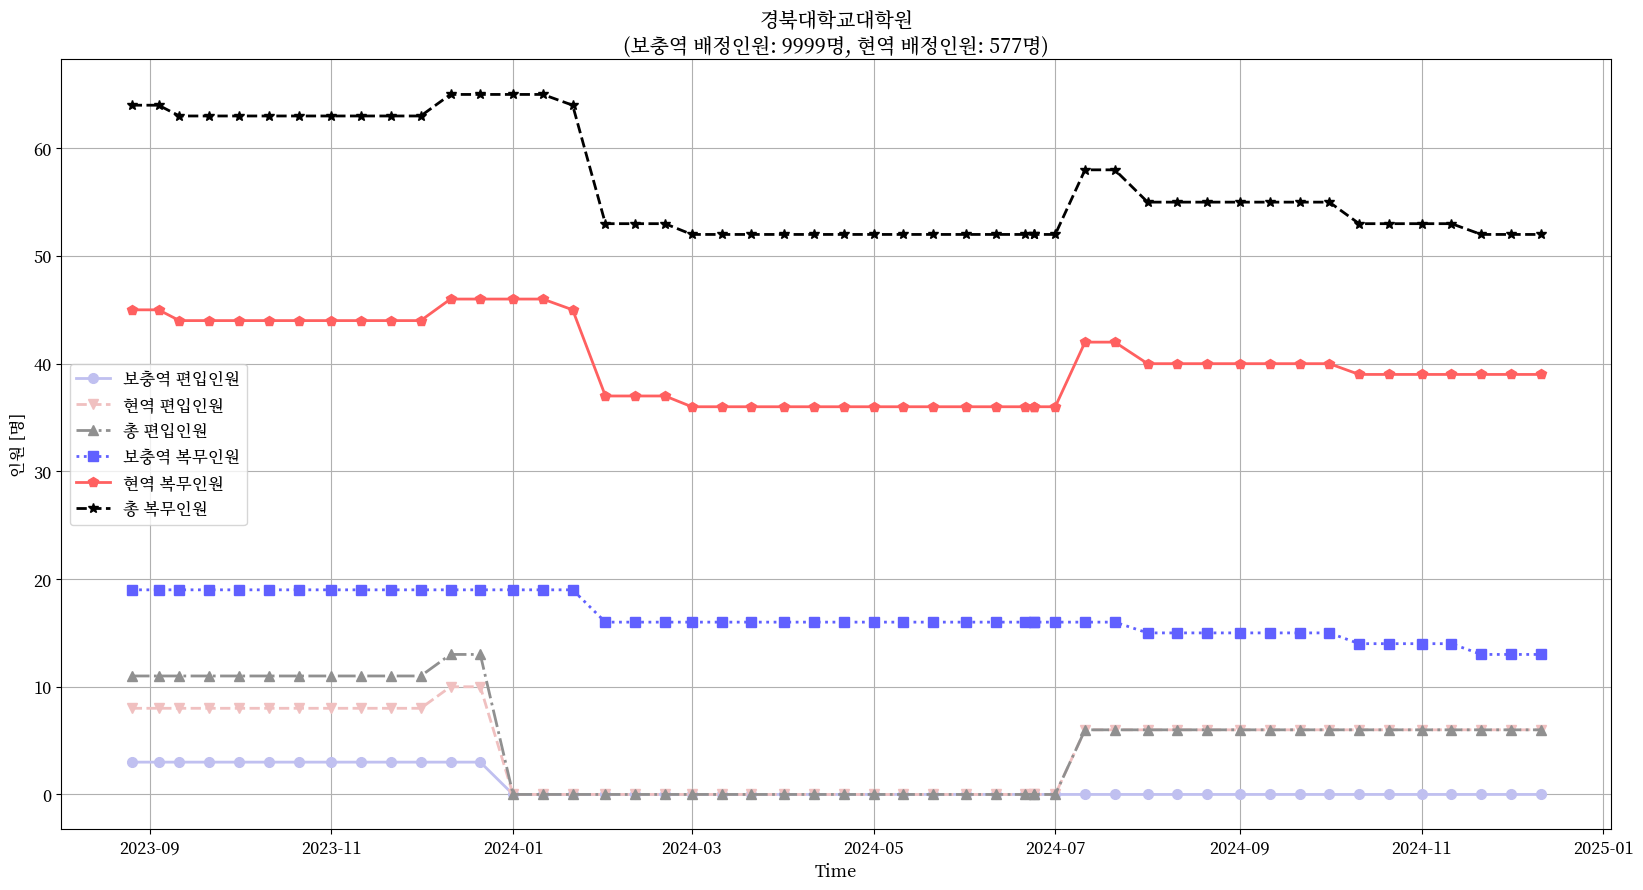 경북대학교대학원
(보충역 배정인원: 9999명, 현역 배정인원: 577명)
인원 [명]
60
50
40
30
20
10
0
보충역 편입인원
현역 편입인원
총 편입인원
보충역 복무인원
현역 복무인원
총 복무인원
2023-09 2023-11 2024-01 2024-03 2024-05 2024-07 2024-09 2024-11 2025-01
Time